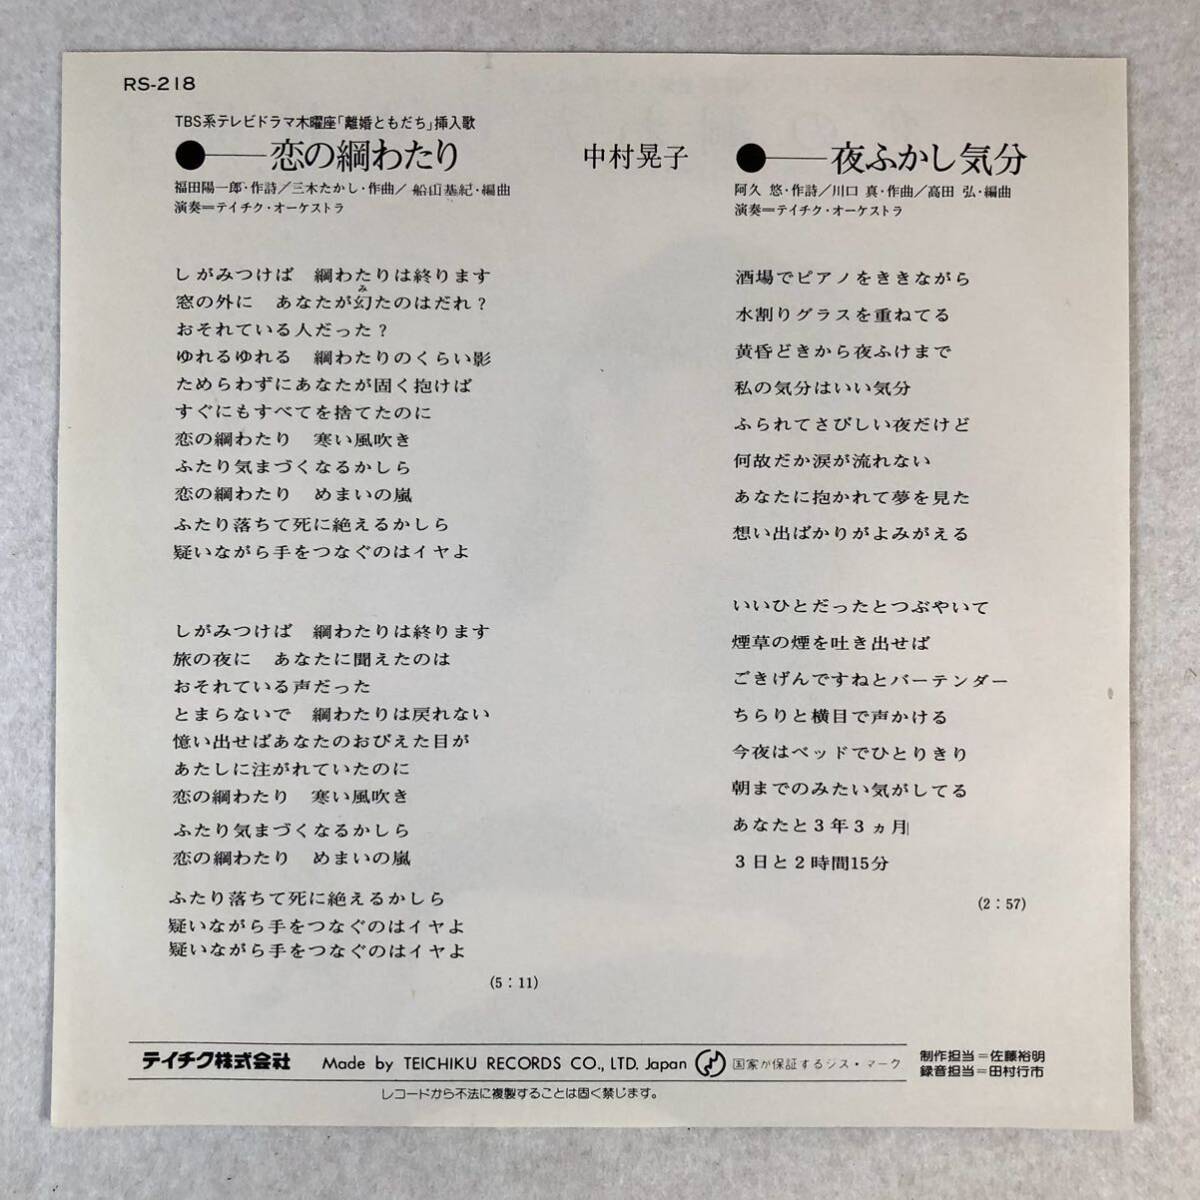 RS-218
TBS系テレビドラマ木曜座「離婚ともだち」挿入歌
●――恋の綱わたり
福田陽一郎・作詩／三木たかし・作曲／船山基紀・編曲
演奏＝テイチク・オーケストラ
しがみつけば　綱わたりは終ります
窓の外に　あなたが幻たのはだれ？
み
おそれている人だった？
ゆれるゆれる　綱わたりのくらい影
ためらわずにあなたが固く抱けば
すぐにもすべてを捨てたのに
恋の綱わたり　寒い風吹き
ふたり気まづくなるかしら
恋の綱わたり　めまいの嵐
ふたり落ちて死に絶えるかしら
疑いながら手をつなぐのはイヤよ
しがみつけば　綱わたりは終ります
旅の夜に　あなたに聞えたのは
おそれている声だった
とまらないで　綱わたりは戻れない
憶い出せばあなたのおびえた目が
あたしに注がれていたのに
恋の綱わたり　寒い風吹き
ふたり気まづくなるかしら
恋の綱わたり　めまいの嵐
ふたり落ちて死に絶えるかしら
疑いながら手をつなぐのはイヤよ
疑いながら手をつなぐのはイヤよ
(5：11)
中村晃子
●――夜ふかし気分
阿久 悠・作詩／川口 真・作曲／高田 弘・編曲
演奏＝テイチク・オーケストラ
酒場でピアノをききながら
水割りグラスを重ねてる
黄昏どきから夜ふけまで
私の気分はいい気分
ふられてさびしい夜だけど
何故だか涙が流れない
あなたに抱かれて夢を見た
想い出ばかりがよみがえる
いいひとだったとつぶやいて
煙草の煙を吐き出せば
ごきげんですねとバーテンダー
ちらりと横目で声かける
今夜はベッドでひとりきり
朝までのみたい気がしてる
あなたと3年3ヵ月
3日と2時間15分
(2：57)
テイチク株式会社　Made by TEICHIKU RECORDS CO., LTD. Japan　国家が保証するジス・マーク
制作担当＝佐藤裕明
録音担当＝田村行市
レコードから不法に複製することは固く禁じます。